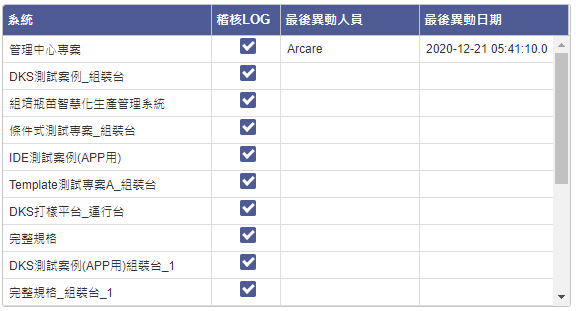 系統 稽核LOG 最後異動人員 最後異動日期
管理中心專案 Arcare 2020-12-21 05:41:10.0
DKS測試案例_組裝台
組培瓶苗智慧化生產管理系統
條件式測試專案_組裝台
IDE測試案例(APP用)
Template測試專案A_組裝台
DKS打樣平台_運行台
完整規格
DKS測試案例(APP用)組裝台_1
完整規格_組裝台_1